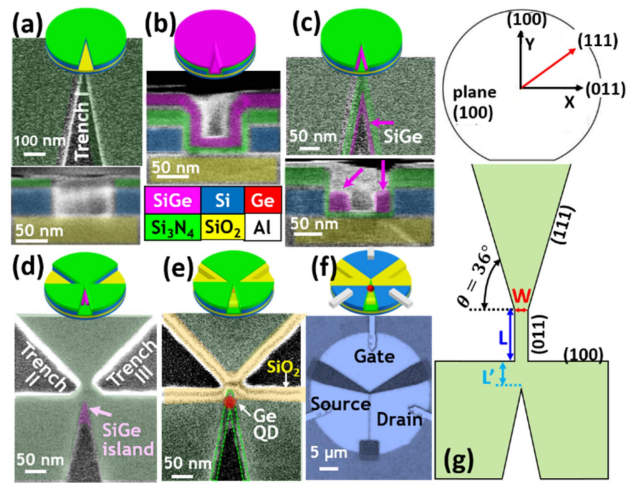 (a)
Trench
100 nm
50 nm
(b)
50 nm
SiGe Si Ge
Si₃N₄ SiO₂ Al
(c)
SiGe
50 nm
50 nm
(100)
Y
(111)
X
(011)
plane
(100)
(d)
Trench
II
Trench
III
SiGe
island
50 nm
(e)
SiO₂
Ge
QD
50 nm
(f)
Gate
Source
Drain
5 μm
(111)
θ = 36°
W
L
(011)
(100)
L'
(g)